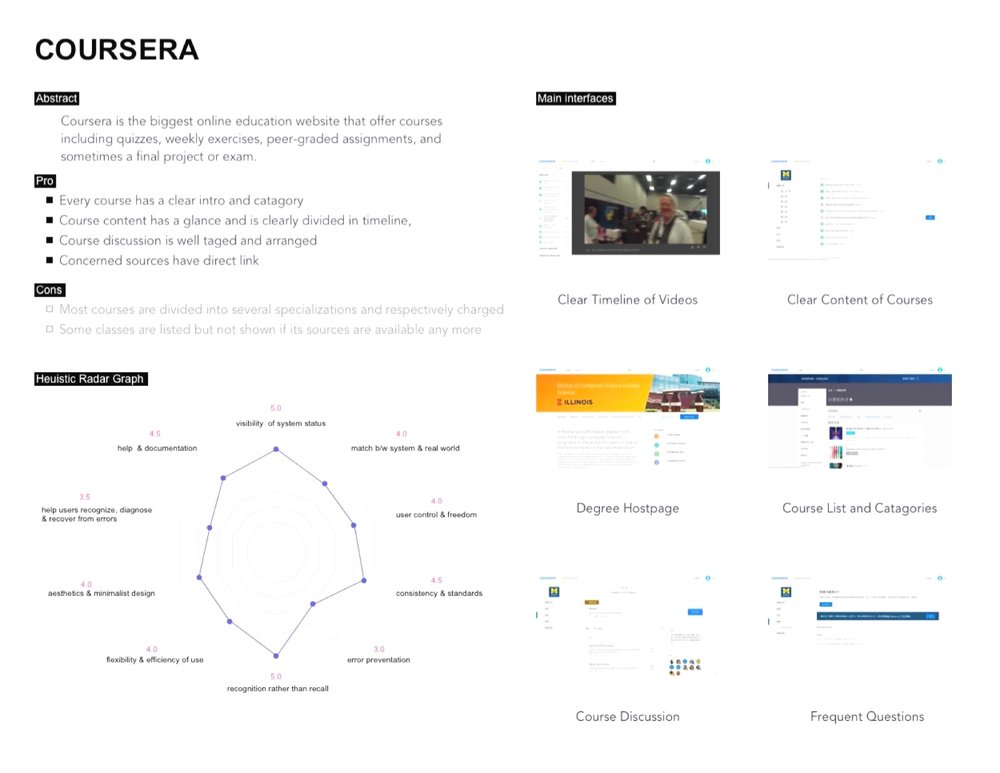 COURSERA
Abstract
Coursera is the biggest online education website that offer courses
including quizzes, weekly exercises, peer-graded assignments, and
sometimes a final project or exam.
Pro
Every course has a clear intro and catagory
Course content has a glance and is clearly divided in timeline,
Course discussion is well taged and arranged
Concerned sources have direct link
Cons
Most courses are divided into several specializations and respectively charged
Some classes are listed but not shown if its sources are available any more
Heuistic Radar Graph
5.0
visibility of system status
4.5
help & documentation
4.0
match b/w system & real world
3.5
help users recognize, diagnose
& recover from errors
4.0
user control & freedom
4.0
aesthetics & minimalist design
4.5
consistency & standards
4.0
flexibility & efficiency of use
3.0
error preventation
5.0
recognition rather than recall
Main interfaces
Clear Timeline of Videos
Clear Content of Courses
ILLINOIS
Degree Hostpage
Course List and Catagories
Course Discussion
Frequent Questions